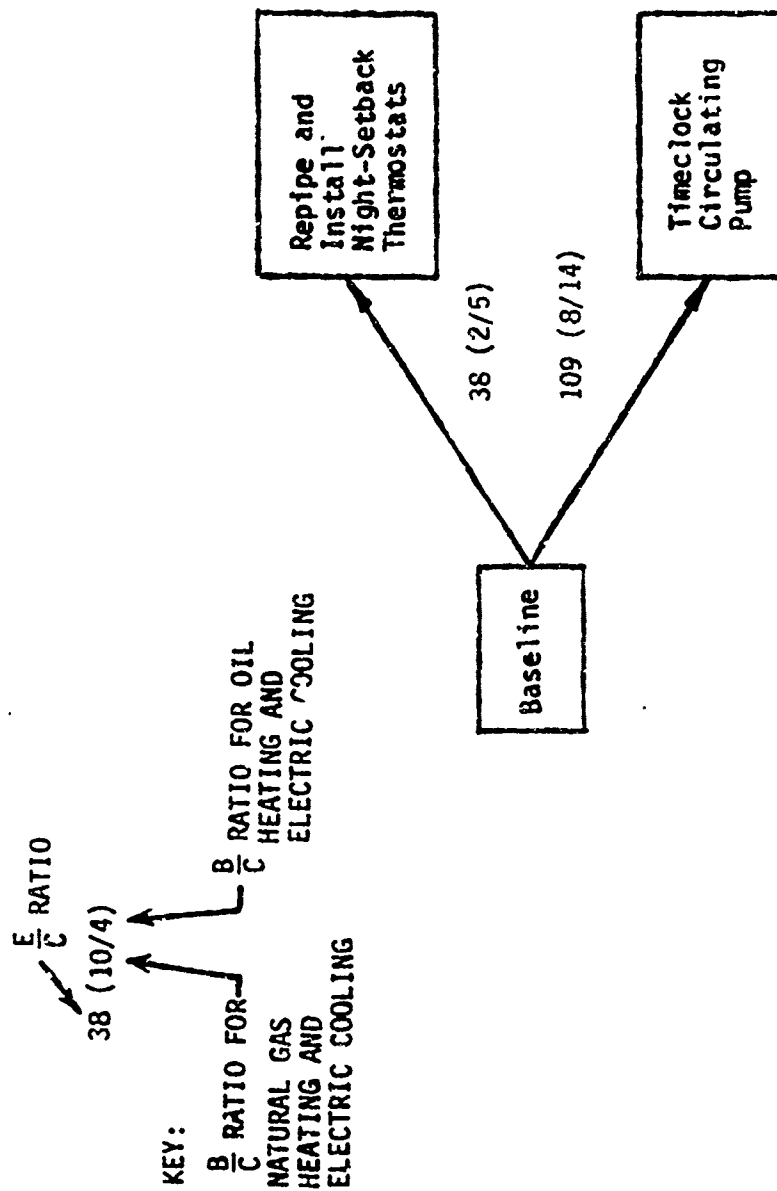 E/C RATIO
38 (10/4)
KEY:
B/C RATIO FOR
NATURAL GAS
HEATING AND
ELECTRIC COOLING
B/C RATIO FOR OIL
HEATING AND
ELECTRIC COOLING
Baseline
38 (2/5)
109 (8/14)
Repipe and
Install
Night-Setback
Thermostats
Timeclock
Circulating
Pump